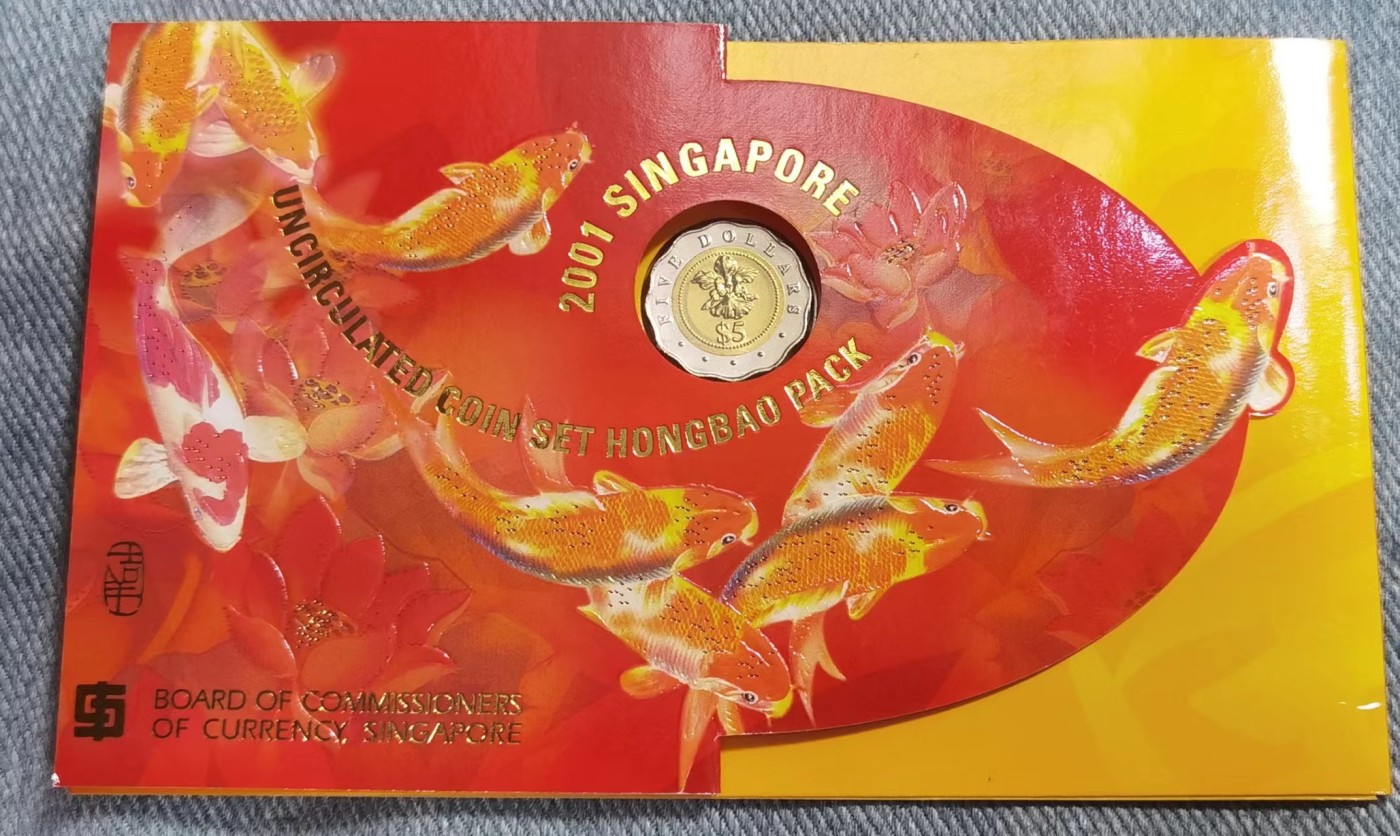 2001 SINGAPORE
FIVE DOLLARS
$5
UNCIRCULATED COIN SET HONGBAO PACK
BOARD OF COMMISSIONERS
OF CURRENCY, SINGAPORE